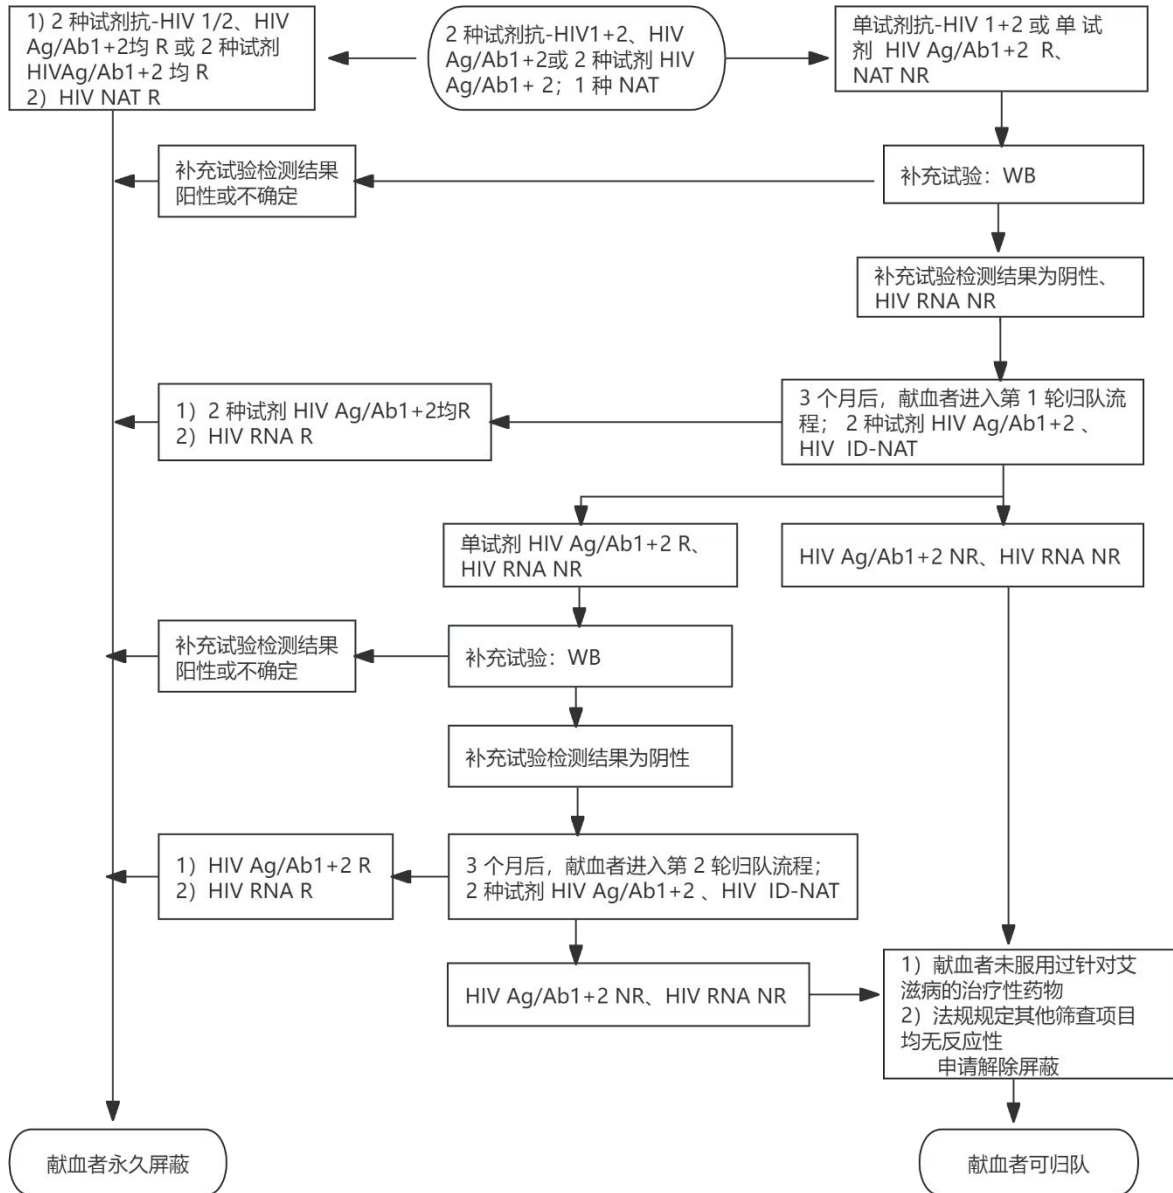 1) 2 种试剂抗-HIV 1/2、HIV
Ag/Ab1+2均 R 或 2 种试剂
HIVAg/Ab1+2 均 R
2）HIV NAT R
2 种试剂抗-HIV1+2、HIV
Ag/Ab1+2或 2 种试剂 HIV
Ag/Ab1+ 2；1 种 NAT
单试剂抗-HIV 1+2 或 单 试
剂 HIV Ag/Ab1+2 R、
NAT NR
补充试验检测结果
阳性或不确定
补充试验：WB
补充试验检测结果为阴性、
HIV RNA NR
1）2 种试剂 HIV Ag/Ab1+2均R
2）HIV RNA R
3 个月后，献血者进入第 1 轮归队流
程； 2 种试剂 HIV Ag/Ab1+2 、
HIV ID-NAT
单试剂 HIV Ag/Ab1+2 R、
HIV RNA NR
HIV Ag/Ab1+2 NR、HIV RNA NR
补充试验检测结果
阳性或不确定
补充试验：WB
补充试验检测结果为阴性
1）HIV Ag/Ab1+2 R
2）HIV RNA R
3 个月后，献血者进入第 2 轮归队流程；
2 种试剂 HIV Ag/Ab1+2 、HIV ID-NAT
HIV Ag/Ab1+2 NR、HIV RNA NR
1）献血者未服用过针对艾
滋病的治疗性药物
2）法规规定其他筛查项目
均无反应性
申请解除屏蔽
献血者永久屏蔽
献血者可归队